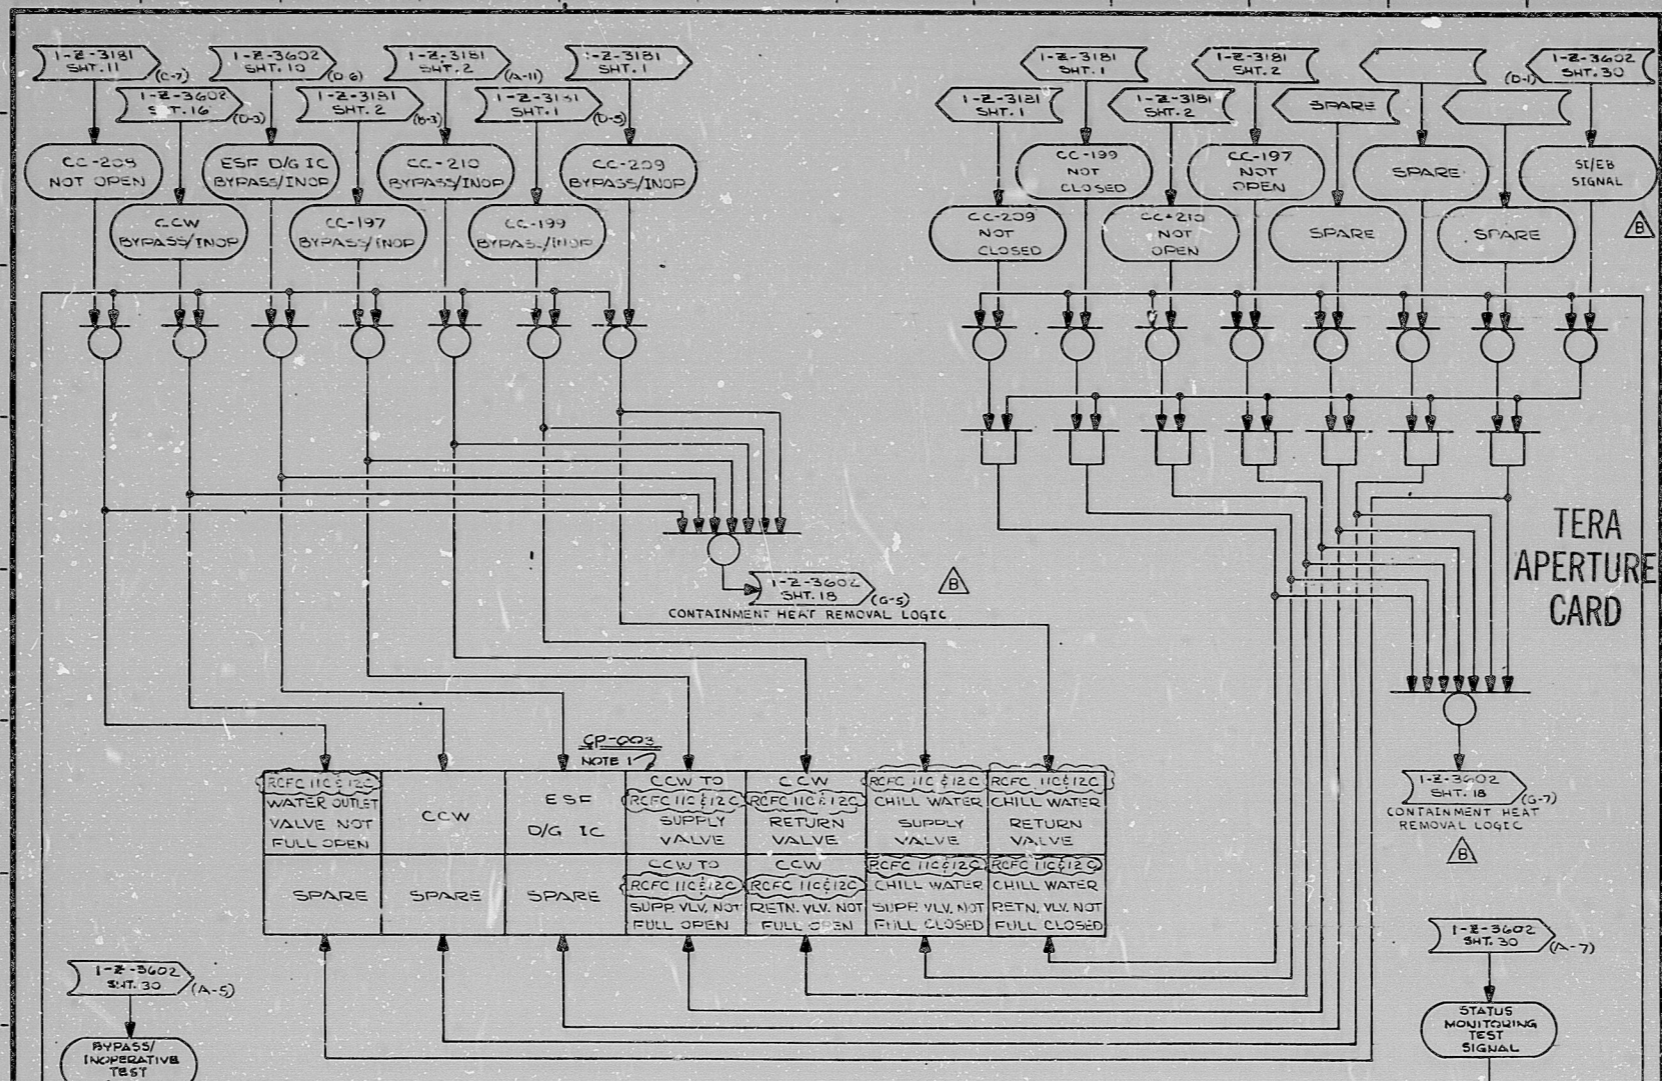 1-Z-3181
SHT. 11
(C-7)
1-Z-3602
SHT. 10
(D-6)
1-Z-3181
SHT. 2
(A-11)
1-Z-3181
SHT. 1
1-Z-3602
SHT. 16
(D-3)
1-Z-3181
SHT. 2
(B-3)
1-Z-3181
SHT. 1
(D-5)
1-Z-3181
SHT. 1
1-Z-3181
SHT. 2
(D-1)
1-Z-3602
SHT. 30
1-Z-3181
SHT. 1
1-Z-3181
SHT. 2
SPARE
NOT OPEN
ESF D/G IC
BYPASS/INOP
CC-210
BYPASS/INOP
CC-209
BYPASS/INOP
CCW
BYPASS/INOP
CC-197
BYPASS/INOP
CC-199
BYPASS/INOP
CC-199
NOT
CLOSED
CC-197
NOT
OPEN
SPARE
SIGNAL
CC-209
NOT
CLOSED
CC-210
NOT
OPEN
SPARE
SPARE
B
TERA
APERTURE
CARD
1-Z-3602
SHT. 18
(G-5)
B
CONTAINMENT HEAT REMOVAL LOGIC
CP-003
NOTE 1
RCFC 11C & 12C
WATER OUTLET
VALVE NOT
FULL OPEN
CCW
ESF
D/G IC
CCW TO
RCFC 11C & 12C
SUPPLY
VALVE
CCW
RCFC 11C & 12C
RETURN
VALVE
RCFC 11C & 12C
CHILL WATER
SUPPLY
VALVE
RCFC 11C & 12C
CHILL WATER
RETURN
VALVE
SPARE
SPARE
SPARE
CCW TO
RCFC 11C & 12C
SUPP. VLV. NOT
FULL OPEN
CCW
RCFC 11C & 12C
RETN. VLV. NOT
FULL OPEN
RCFC 11C & 12C
CHILL WATER
SUPP. VLV. NOT
FULL CLOSED
RCFC 11C & 12C
CHILL WATER
RETN. VLV. NOT
FULL CLOSED
1-Z-3602
SHT. 18
(G-7)
CONTAINMENT HEAT
REMOVAL LOGIC
B
1-Z-3602
SHT. 30
(A-5)
BYPASS/
INOPERATIVE
TEST
1-Z-3602
SHT. 30
(A-7)
STATUS
MONITORING
TEST
SIGNAL